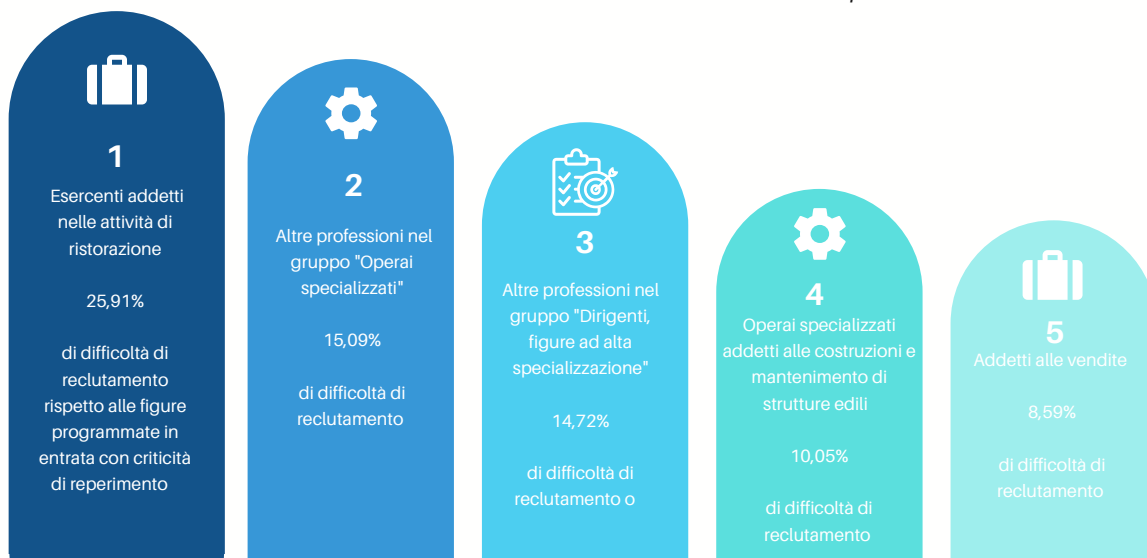 1
Esercenti addetti
nelle attività di
ristorazione
25,91%
di difficoltà di
reclutamento
rispetto alle figure
programmate in
entrata con criticità
di reperimento
2
Altre professioni nel
gruppo "Operai
specializzati"
15,09%
di difficoltà di
reclutamento
3
Altre professioni nel
gruppo "Dirigenti,
figure ad alta
specializzazione"
14,72%
di difficoltà di
reclutamento o
4
Operai specializzati
addetti alle costruzioni e
mantenimento di
strutture edili
10,05%
di difficoltà di
reclutamento
5
Addetti alle vendite
8,59%
di difficoltà di
reclutamento